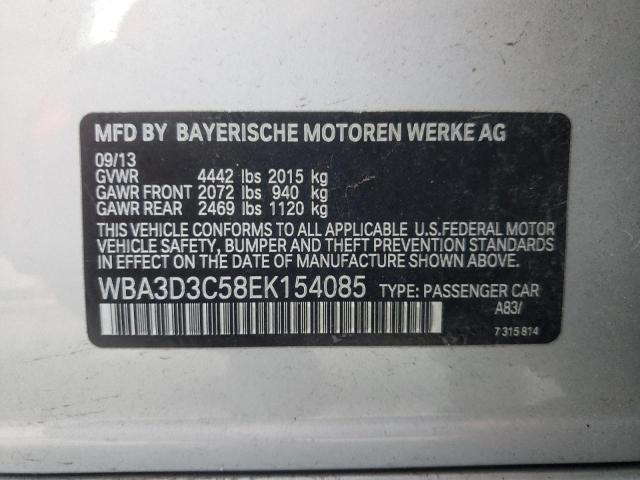 MFD BY BAYERISCHE MOTOREN WERKE AG
09/13
GVWR 4442 lbs 2015 kg
GAWR FRONT 2072 lbs 940 kg
GAWR REAR 2469 lbs 1120 kg
THIS VEHICLE CONFORMS TO ALL APPLICABLE U.S.FEDERAL MOTOR
VEHICLE SAFETY, BUMPER AND THEFT PREVENTION STANDARDS
IN EFFECT ON THE DATE OF MANUFACTURE SHOWN ABOVE.
WBA3D3C58EK154085 TYPE: PASSENGER CAR
A83/
7 315 814